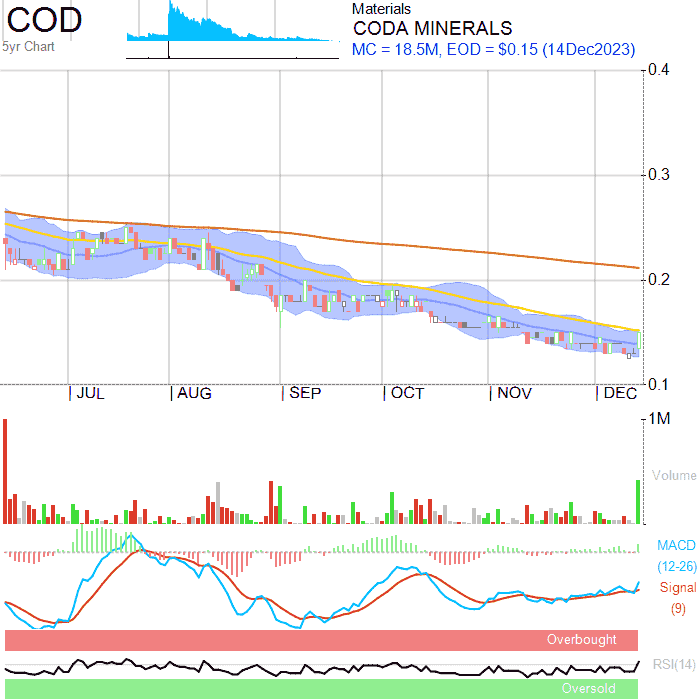 COD
5yr Chart
Materials
CODA MINERALS
MC = 18.5M, EOD = $0.15 (14Dec2023)
0.4
0.3
0.2
0.1
JUL AUG SEP OCT NOV DEC
1M
Volume
MACD
(12-26)
Signal
(9)
Overbought
RSI(14)
Oversold